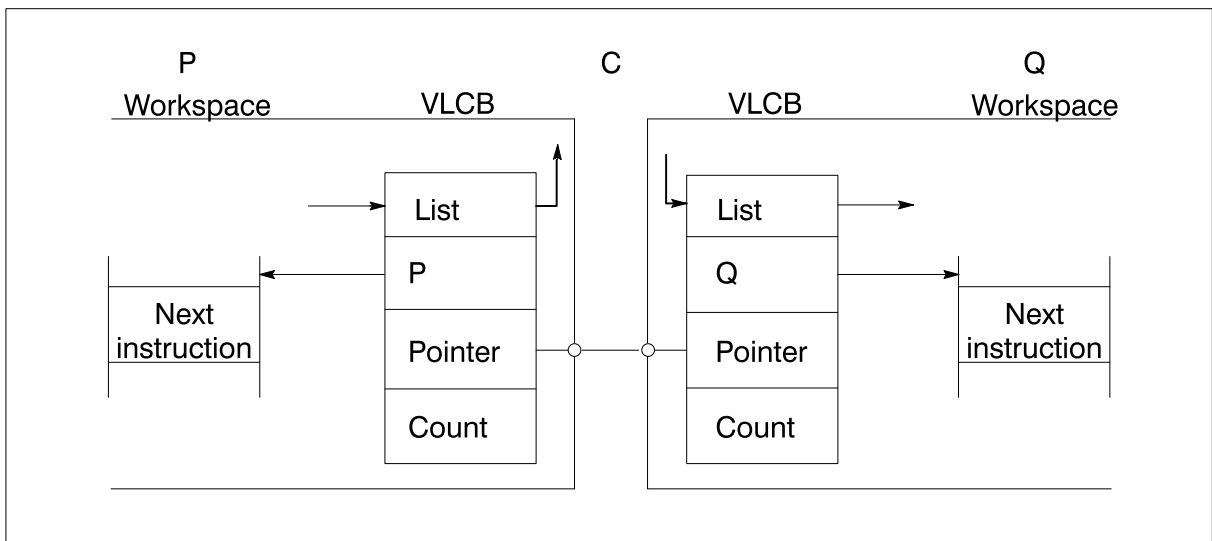 P C Q
Workspace VLCB VLCB Workspace
List List
P Q
Next Next
instruction Pointer Pointer instruction
Count Count